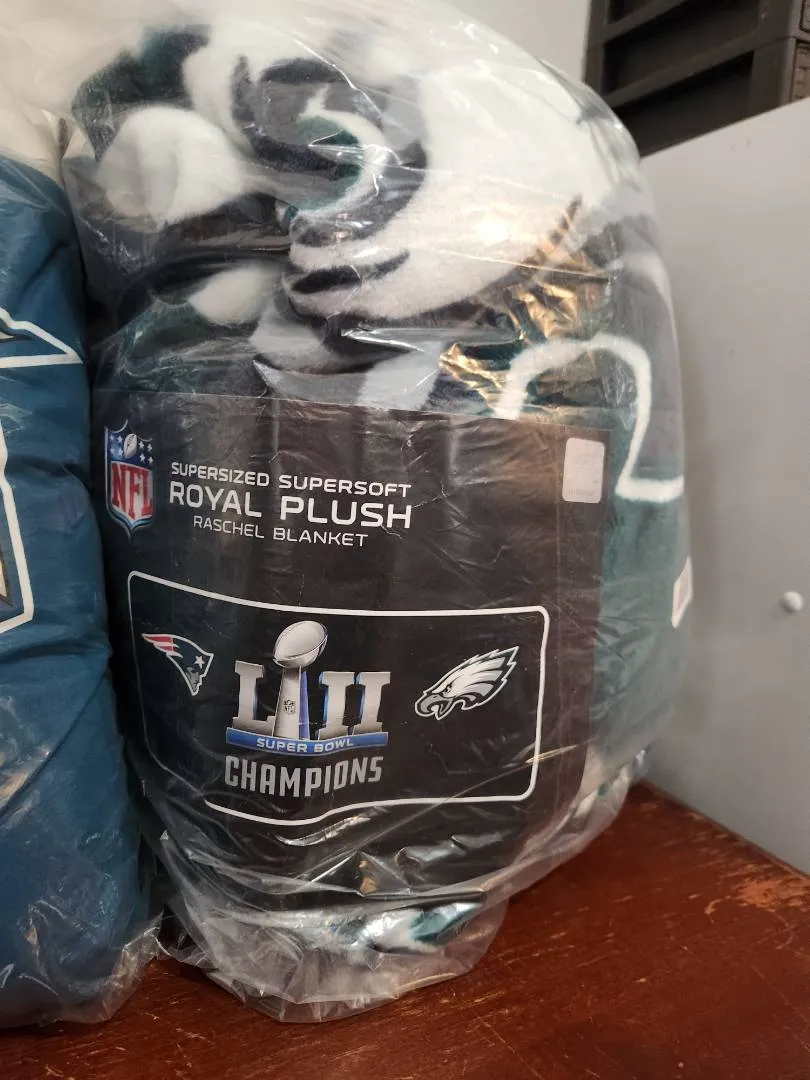 NFL
SUPERSIZED SUPERSOFT
ROYAL PLUSH
RASCHEL BLANKET
LII
SUPER BOWL
CHAMPIONS